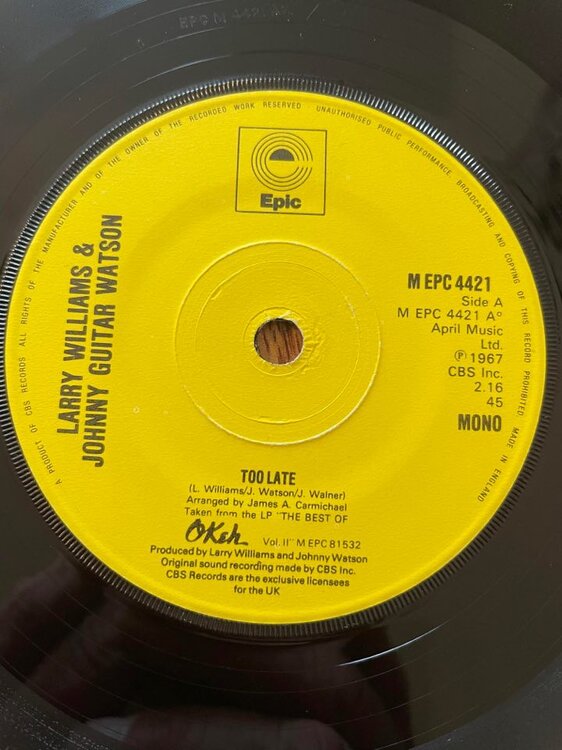 EPC M 442
A PRODUCT OF CBS RECORDS ALL RIGHTS OF THE MANUFACTURER AND OF THE OWNER OF THE RECORDED WORK RESERVED · UNAUTHORISED PUBLIC PERFORMANCE, BROADCASTING AND COPYING OF THIS RECORD PROHIBITED MADE IN ENGLAND
Epic
LARRY WILLIAMS &
JOHNNY GUITAR WATSON
M EPC 4421
Side A
M EPC 4421 A°
April Music
Ltd.
℗ 1967
CBS Inc.
2.16
45
MONO
TOO LATE
(L. Williams/J. Watson/J. Walner)
Arranged by James A. Carmichael
Taken from the LP "THE BEST OF
OKeh
Vol. II" M EPC 81532
Produced by Larry Williams and Johnny Watson
Original sound recording made by CBS Inc.
CBS Records are the exclusive licensees
for the UK